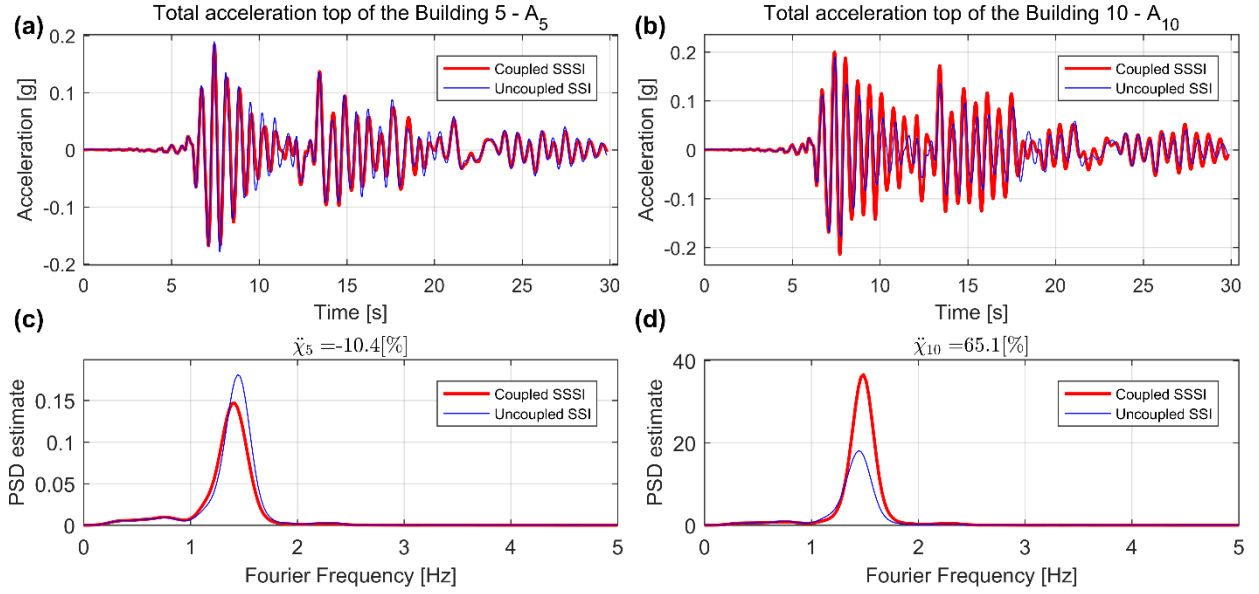 (a)
Total acceleration top of the Building 5 - A5
0.2
0.1
0
-0.1
-0.2
Acceleration [g]
Coupled SSSI
Uncoupled SSI
0
5
10
15
20
25
30
Time [s]
(b)
Total acceleration top of the Building 10 - A10
0.2
0.1
0
-0.1
-0.2
Acceleration [g]
Coupled SSSI
Uncoupled SSI
0
5
10
15
20
25
30
Time [s]
(c)
χ̈5 =-10.4[%]
0.15
0.1
0.05
0
PSD estimate
Coupled SSSI
Uncoupled SSI
0
1
2
3
4
5
Fourier Frequency [Hz]
(d)
χ̈10 =65.1[%]
40
20
0
PSD estimate
Coupled SSSI
Uncoupled SSI
0
1
2
3
4
5
Fourier Frequency [Hz]